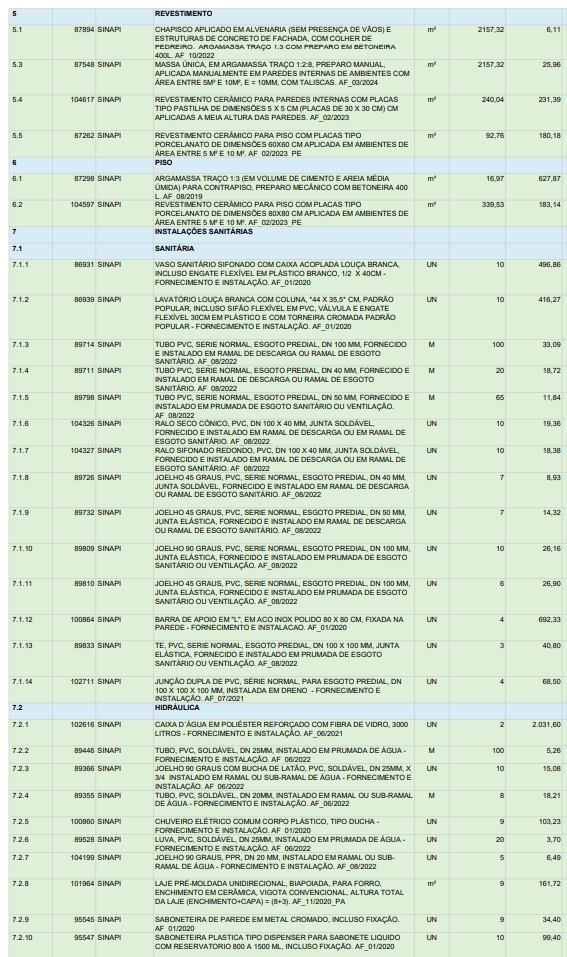 5 REVESTIMENTO
5.1 87894 SINAPI CHAPISCO APLICADO EM ALVENARIA (SEM PRESENÇA DE VÃOS) E m² 2157,32 6,11
ESTRUTURAS DE CONCRETO DE FACHADA, COM COLHER DE
PEDREIRO. ARGAMASSA TRAÇO 1:3 COM PREPARO EM BETONEIRA
400L. AF_10/2022
5.3 87548 SINAPI MASSA ÚNICA, EM ARGAMASSA TRAÇO 1:2:8, PREPARO MANUAL, m² 2157,32 25,96
APLICADA MANUALMENTE EM PAREDES INTERNAS DE AMBIENTES COM
ÁREA ENTRE 5M² E 10M², E = 10MM, COM TALISCAS. AF_03/2024
5.4 104617 SINAPI REVESTIMENTO CERÂMICO PARA PAREDES INTERNAS COM PLACAS m² 240,04 231,39
TIPO PASTILHA DE DIMENSÕES 5 X 5 CM (PLACAS DE 30 X 30 CM) CM
APLICADAS A MEIA ALTURA DAS PAREDES. AF_02/2023
5.5 87262 SINAPI REVESTIMENTO CERÂMICO PARA PISO COM PLACAS TIPO m² 92,76 180,18
PORCELANATO DE DIMENSÕES 60X60 CM APLICADA EM AMBIENTES DE
ÁREA ENTRE 5 M² E 10 M². AF_02/2023_PE
6 PISO
6.1 87298 SINAPI ARGAMASSA TRAÇO 1:3 (EM VOLUME DE CIMENTO E AREIA MÉDIA m³ 16,97 627,87
ÚMIDA) PARA CONTRAPISO, PREPARO MECÂNICO COM BETONEIRA 400
L. AF_08/2019
6.2 104597 SINAPI REVESTIMENTO CERÂMICO PARA PISO COM PLACAS TIPO m² 339,53 183,14
PORCELANATO DE DIMENSÕES 80X80 CM APLICADA EM AMBIENTES DE
ÁREA ENTRE 5 M² E 10 M². AF_02/2023_PE
7 INSTALAÇÕES SANITÁRIAS
7.1 SANITÁRIA
7.1.1 86931 SINAPI VASO SANITÁRIO SIFONADO COM CAIXA ACOPLADA LOUÇA BRANCA, UN 10 496,86
INCLUSO ENGATE FLEXÍVEL EM PLÁSTICO BRANCO, 1/2 X 40CM -
FORNECIMENTO E INSTALAÇÃO. AF_01/2020
7.1.2 86939 SINAPI LAVATÓRIO LOUÇA BRANCA COM COLUNA, "44 X 35,5" CM, PADRÃO UN 10 416,27
POPULAR, INCLUSO SIFÃO FLEXÍVEL EM PVC, VÁLVULA E ENGATE
FLEXÍVEL 30CM EM PLÁSTICO E COM TORNEIRA CROMADA PADRÃO
POPULAR - FORNECIMENTO E INSTALAÇÃO. AF_01/2020
7.1.3 89714 SINAPI TUBO PVC, SERIE NORMAL, ESGOTO PREDIAL, DN 100 MM, FORNECIDO M 100 33,09
E INSTALADO EM RAMAL DE DESCARGA OU RAMAL DE ESGOTO
SANITÁRIO. AF_08/2022
7.1.4 89711 SINAPI TUBO PVC, SERIE NORMAL, ESGOTO PREDIAL, DN 40 MM, FORNECIDO E M 20 18,72
INSTALADO EM RAMAL DE DESCARGA OU RAMAL DE ESGOTO
SANITÁRIO. AF_08/2022
7.1.5 89798 SINAPI TUBO PVC, SERIE NORMAL, ESGOTO PREDIAL, DN 50 MM, FORNECIDO E M 65 11,84
INSTALADO EM PRUMADA DE ESGOTO SANITÁRIO OU VENTILAÇÃO.
AF_08/2022
7.1.6 104326 SINAPI RALO SECO CÔNICO, PVC, DN 100 X 40 MM, JUNTA SOLDÁVEL, UN 10 19,36
FORNECIDO E INSTALADO EM RAMAL DE DESCARGA OU EM RAMAL DE
ESGOTO SANITÁRIO. AF_08/2022
7.1.7 104327 SINAPI RALO SIFONADO REDONDO, PVC, DN 100 X 40 MM, JUNTA SOLDÁVEL, UN 10 18,38
FORNECIDO E INSTALADO EM RAMAL DE DESCARGA OU EM RAMAL DE
ESGOTO SANITÁRIO. AF_08/2022
7.1.8 89726 SINAPI JOELHO 45 GRAUS, PVC, SERIE NORMAL, ESGOTO PREDIAL, DN 40 MM, UN 7 8,93
JUNTA SOLDÁVEL, FORNECIDO E INSTALADO EM RAMAL DE DESCARGA
OU RAMAL DE ESGOTO SANITÁRIO. AF_08/2022
7.1.9 89732 SINAPI JOELHO 45 GRAUS, PVC, SERIE NORMAL, ESGOTO PREDIAL, DN 50 MM, UN 7 14,32
JUNTA ELÁSTICA, FORNECIDO E INSTALADO EM RAMAL DE DESCARGA
OU RAMAL DE ESGOTO SANITÁRIO. AF_08/2022
7.1.10 89809 SINAPI JOELHO 90 GRAUS, PVC, SERIE NORMAL, ESGOTO PREDIAL, DN 100 MM, UN 10 26,16
JUNTA ELÁSTICA, FORNECIDO E INSTALADO EM PRUMADA DE ESGOTO
SANITÁRIO OU VENTILAÇÃO. AF_08/2022
7.1.11 89810 SINAPI JOELHO 45 GRAUS, PVC, SERIE NORMAL, ESGOTO PREDIAL, DN 100 MM, UN 6 26,90
JUNTA ELÁSTICA, FORNECIDO E INSTALADO EM PRUMADA DE ESGOTO
SANITÁRIO OU VENTILAÇÃO. AF_08/2022
7.1.12 100864 SINAPI BARRA DE APOIO EM "L", EM ACO INOX POLIDO 80 X 80 CM, FIXADA NA UN 4 692,33
PAREDE - FORNECIMENTO E INSTALACAO. AF_01/2020
7.1.13 89833 SINAPI TE, PVC, SERIE NORMAL, ESGOTO PREDIAL, DN 100 X 100 MM, JUNTA UN 3 40,80
ELÁSTICA, FORNECIDO E INSTALADO EM PRUMADA DE ESGOTO
SANITÁRIO OU VENTILAÇÃO. AF_08/2022
7.1.14 102711 SINAPI JUNÇÃO DUPLA DE PVC, SÉRIE NORMAL, PARA ESGOTO PREDIAL, DN UN 4 68,50
100 X 100 X 100 MM, INSTALADA EM DRENO - FORNECIMENTO E
INSTALAÇÃO. AF_07/2021
7.2 HIDRÁULICA
7.2.1 102616 SINAPI CAIXA D´ÁGUA EM POLIÉSTER REFORÇADO COM FIBRA DE VIDRO, 3000 UN 2 2.031,60
LITROS - FORNECIMENTO E INSTALAÇÃO. AF_06/2021
7.2.2 89446 SINAPI TUBO, PVC, SOLDÁVEL, DN 25MM, INSTALADO EM PRUMADA DE ÁGUA - M 100 5,26
FORNECIMENTO E INSTALAÇÃO. AF_06/2022
7.2.3 89366 SINAPI JOELHO 90 GRAUS COM BUCHA DE LATÃO, PVC, SOLDÁVEL, DN 25MM, X UN 10 15,08
3/4 INSTALADO EM RAMAL OU SUB-RAMAL DE ÁGUA - FORNECIMENTO E
INSTALAÇÃO. AF_06/2022
7.2.4 89355 SINAPI TUBO, PVC, SOLDÁVEL, DN 20MM, INSTALADO EM RAMAL OU SUB-RAMAL M 8 18,21
DE ÁGUA - FORNECIMENTO E INSTALAÇÃO. AF_06/2022
7.2.5 100860 SINAPI CHUVEIRO ELÉTRICO COMUM CORPO PLÁSTICO, TIPO DUCHA - UN 9 103,23
FORNECIMENTO E INSTALAÇÃO. AF_01/2020
7.2.6 89528 SINAPI LUVA, PVC, SOLDÁVEL, DN 25MM, INSTALADO EM PRUMADA DE ÁGUA - UN 20 3,70
FORNECIMENTO E INSTALAÇÃO. AF_06/2022
7.2.7 104199 SINAPI JOELHO 90 GRAUS, PPR, DN 20 MM, INSTALADO EM RAMAL OU SUB- UN 5 6,49
RAMAL DE ÁGUA - FORNECIMENTO E INSTALAÇÃO. AF_08/2022
7.2.8 101964 SINAPI LAJE PRÉ-MOLDADA UNIDIRECIONAL, BIAPOIADA, PARA FORRO, m² 9 161,72
ENCHIMENTO EM CERÂMICA, VIGOTA CONVENCIONAL, ALTURA TOTAL
DA LAJE (ENCHIMENTO+CAPA) = (8+3). AF_11/2020_PA
7.2.9 95545 SINAPI SABONETEIRA DE PAREDE EM METAL CROMADO, INCLUSO FIXAÇÃO. UN 9 34,40
AF_01/2020
7.2.10 95547 SINAPI SABONETEIRA PLASTICA TIPO DISPENSER PARA SABONETE LIQUIDO UN 10 99,40
COM RESERVATORIO 800 A 1500 ML, INCLUSO FIXAÇÃO. AF_01/2020